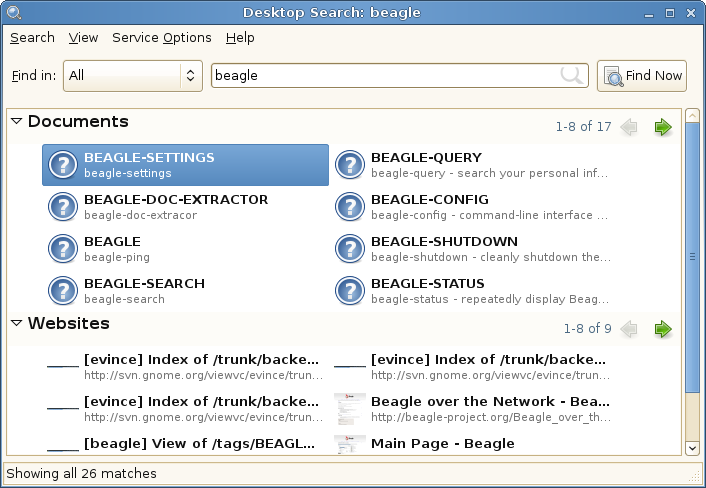 Desktop Search: beagle
Search View Service Options Help
Find in: All beagle Find Now
Documents 1-8 of 17
BEAGLE-SETTINGS BEAGLE-QUERY
beagle-settings beagle-query - search your personal inf...
BEAGLE-DOC-EXTRACTOR BEAGLE-CONFIG
beagle-doc-extracor beagle-config - command-line interface ...
BEAGLE BEAGLE-SHUTDOWN
beagle-ping beagle-shutdown - cleanly shutdown the...
BEAGLE-SEARCH BEAGLE-STATUS
beagle-search beagle-status - repeatedly display Beag...
Websites 1-8 of 9
[evince] Index of /trunk/backe... [evince] Index of /trunk/backe...
http://svn.gnome.org/viewvc/evince/trun... http://svn.gnome.org/viewvc/evince/trun...
[evince] Index of /trunk/backe... Beagle over the Network - Bea...
http://svn.gnome.org/viewvc/evince/trun... http://beagle-project.org/Beagle_over_th...
[beagle] View of /tags/BEAGL... Main Page - Beagle
Showing all 26 matches